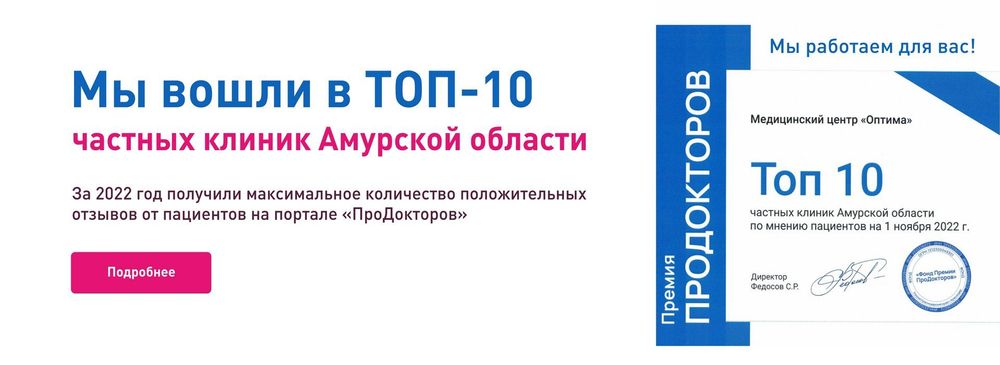 Мы вошли в ТОП-10
частных клиник Амурской области
За 2022 год получили максимальное количество положительных
отзывов от пациентов на портале «ПроДокторов»
Подробнее
Мы работаем для вас!
Премия
ПРОДОКТОРОВ
Медицинский центр «Оптима»
Топ 10
частных клиник Амурской области
по мнению пациентов на 1 ноября 2022 г.
Директор
Федосов С.Р.
«Фонд Премии
ПроДокторов»